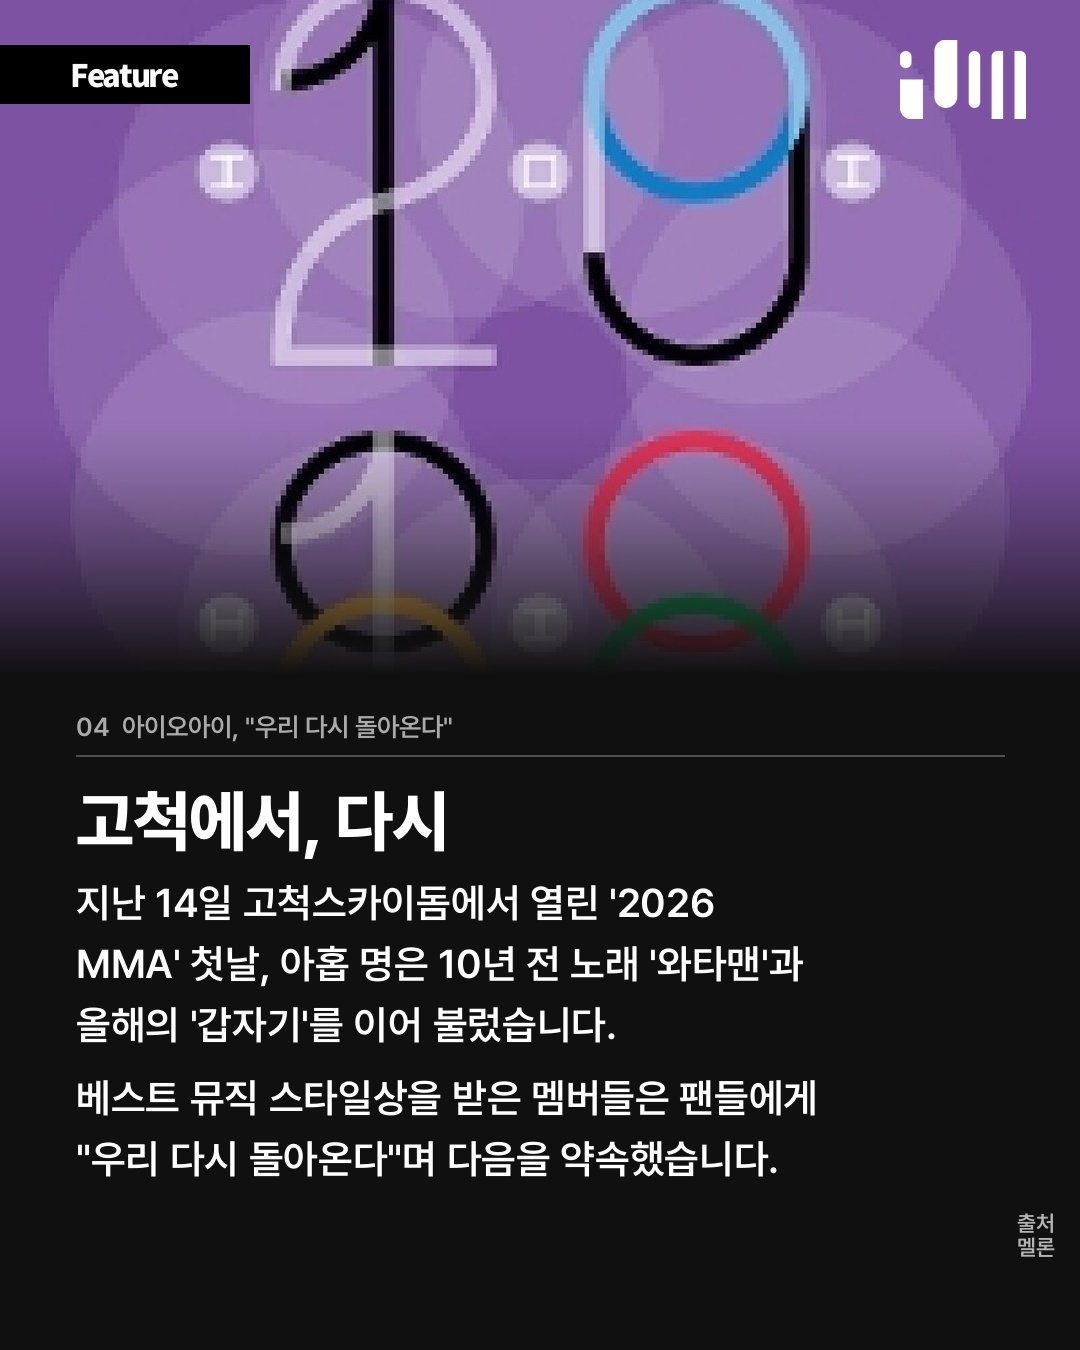 Feature
idm
04 아이오아이, "우리 다시 돌아온다"
고척에서, 다시
지난 14일 고척스카이돔에서 열린 '2026
MMA' 첫날, 아홉 명은 10년 전 노래 '와타맨'과
올해의 '갑자기'를 이어 불렀습니다.
베스트 뮤직 스타일상을 받은 멤버들은 팬들에게
"우리 다시 돌아온다"며 다음을 약속했습니다.
출처
멜론